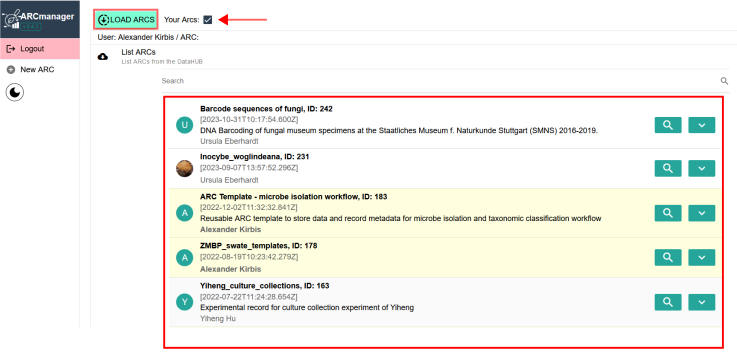 ARCmanager
LOAD ARCS
Your Arcs:
User: Alexander Kirbis / ARC:
Logout
New ARC
List ARCs
List ARCs from the DataHUB
Search
Barcode sequences of fungi, ID: 242
[2023-10-31T10:17:54.600Z]
U
DNA Barcoding of fungal museum specimens at the Staatliches Museum f. Naturkunde Stuttgart (SMNS) 2016-2019.
Ursula Eberhardt
Inocybe_woglindeana, ID: 231
[2023-09-07T13:57:52.296Z]
Ursula Eberhardt
ARC Template - microbe isolation workflow, ID: 183
[2022-12-02T11:32:32.841Z]
A
Reusable ARC template to store data and record metadata for microbe isolation and taxonomic classification workflow
Alexander Kirbis
ZMBP_swate_templates, ID: 178
A
[2022-08-19T10:23:42.279Z]
Alexander Kirbis
Yiheng_culture_collections, ID: 163
[2022-07-22T11:24:28.654Z]
Y
Experimental record for culture collection experiment of Yiheng
Yiheng Hu